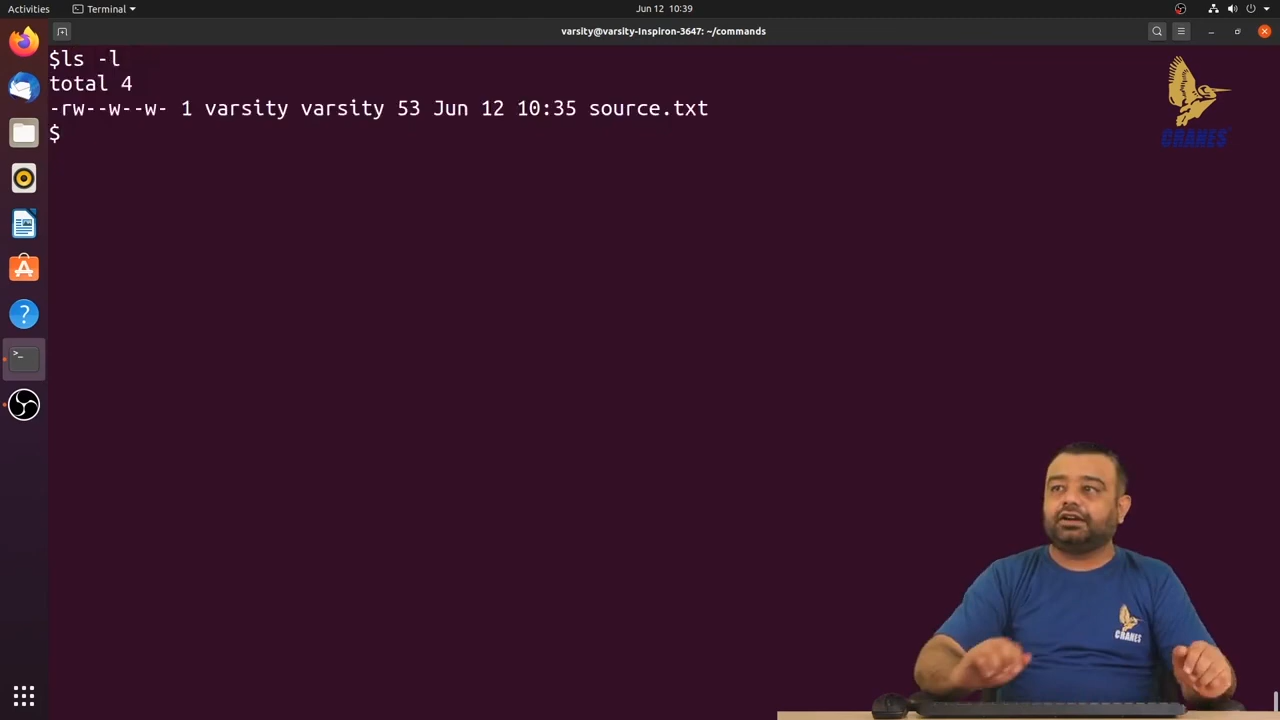 Activities
Terminal
Jun 12 10:39
varsity@varsity-Inspiron-3647: ~/commands
$ls -l
total 4
-rw--w--w- 1 varsity varsity 53 Jun 12 10:35 source.txt
$
CRANES
CRANES